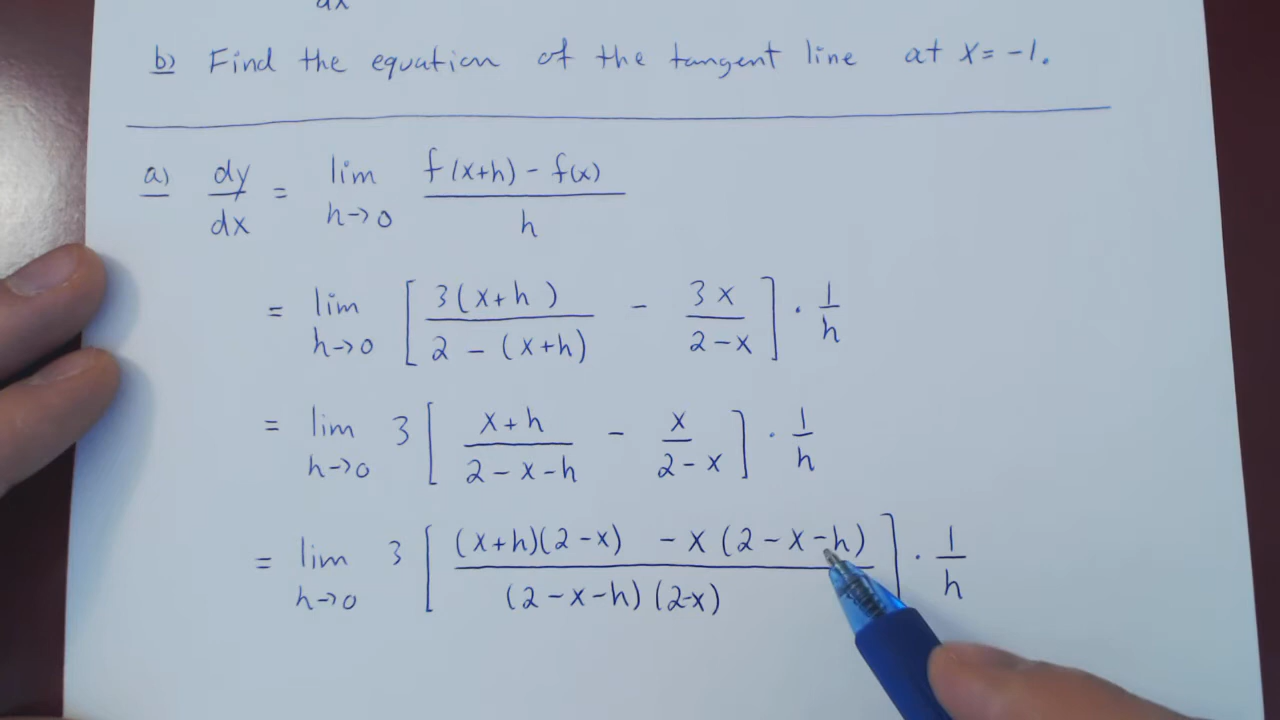 dx
b) Find the equation of the tangent line at x = -1.
a) dy/dx = lim h→0 f(x+h) - f(x) / h
= lim h→0 [ 3(x+h) / 2 - (x+h) - 3x / 2-x ] · 1/h
= lim h→0 3 [ x+h / 2-x-h - x / 2-x ] · 1/h
= lim h→0 3 [ (x+h)(2-x) - x(2-x-h) / (2-x-h)(2-x) ] · 1/h